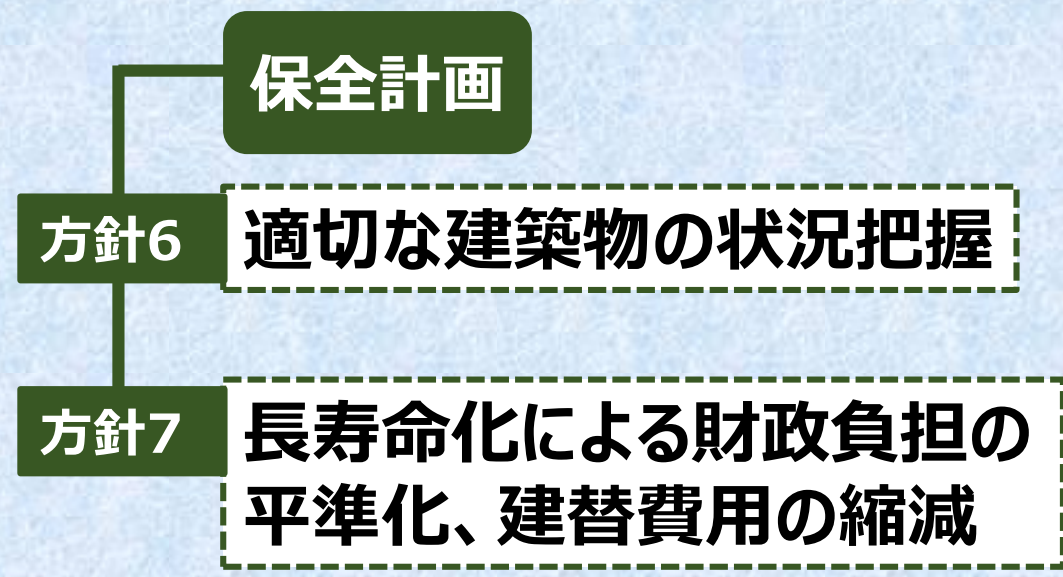 保全計画
方針6
適切な建築物の状況把握
方針7
長寿命化による財政負担の
平準化、建替費用の縮減